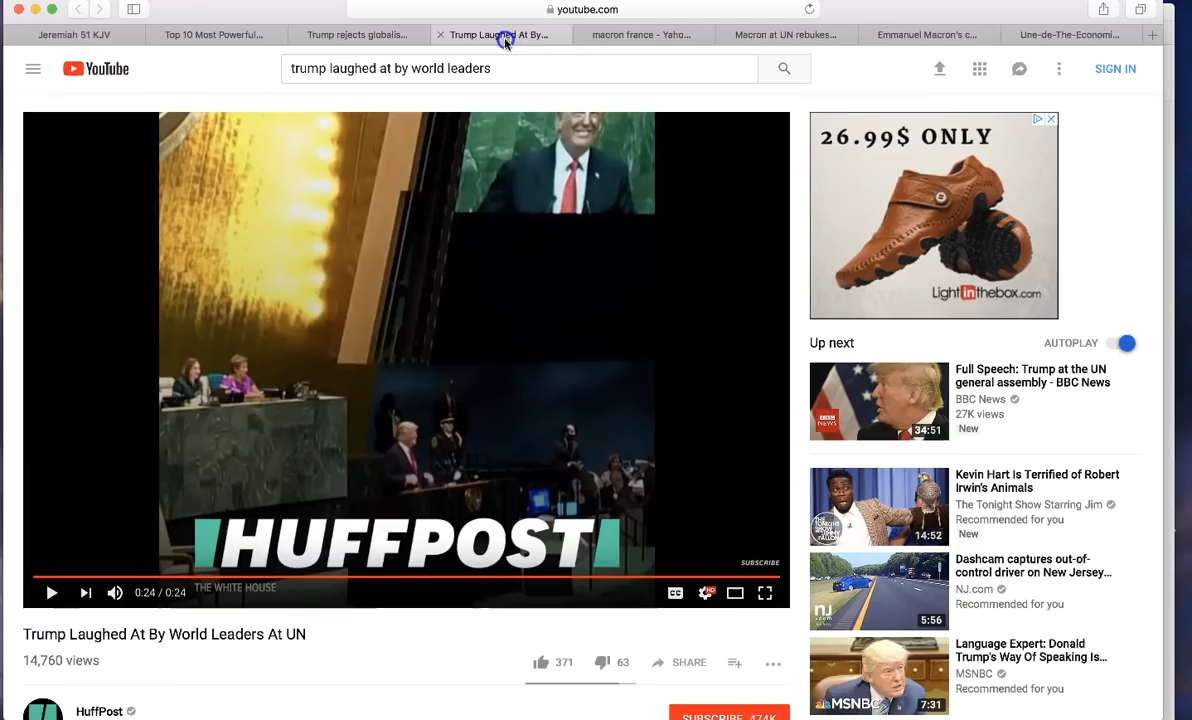 youtube.com
Jeremiah 51 KJV
Top 10 Most Powerful...
Trump rejects globalis...
Trump Laughed At By...
macron france - Yaho...
Macron at UN rebukes...
Emmanuel Macron's c...
Une-de-The-Economi...
YouTube
trump laughed at by world leaders
SIGN IN
26.99$ ONLY
Lightinthebox.com
HUFFPOST
SUBSCRIBE
THE WHITE HOUSE
0:24 / 0:24
CC
HD
Trump Laughed At By World Leaders At UN
14,760 views
371
63
SHARE
HuffPost
SUBSCRIBE 474K
Up next
AUTOPLAY
BBC
NEWS
34:51
Full Speech: Trump at the UN
general assembly - BBC News
BBC News
27K views
New
14:52
Kevin Hart Is Terrified of Robert
Irwin's Animals
The Tonight Show Starring Jim
Recommended for you
New
nj
5:56
Dashcam captures out-of-
control driver on New Jersey...
NJ.com
Recommended for you
MSNBC
7:31
Language Expert: Donald
Trump's Way Of Speaking Is...
MSNBC
Recommended for you